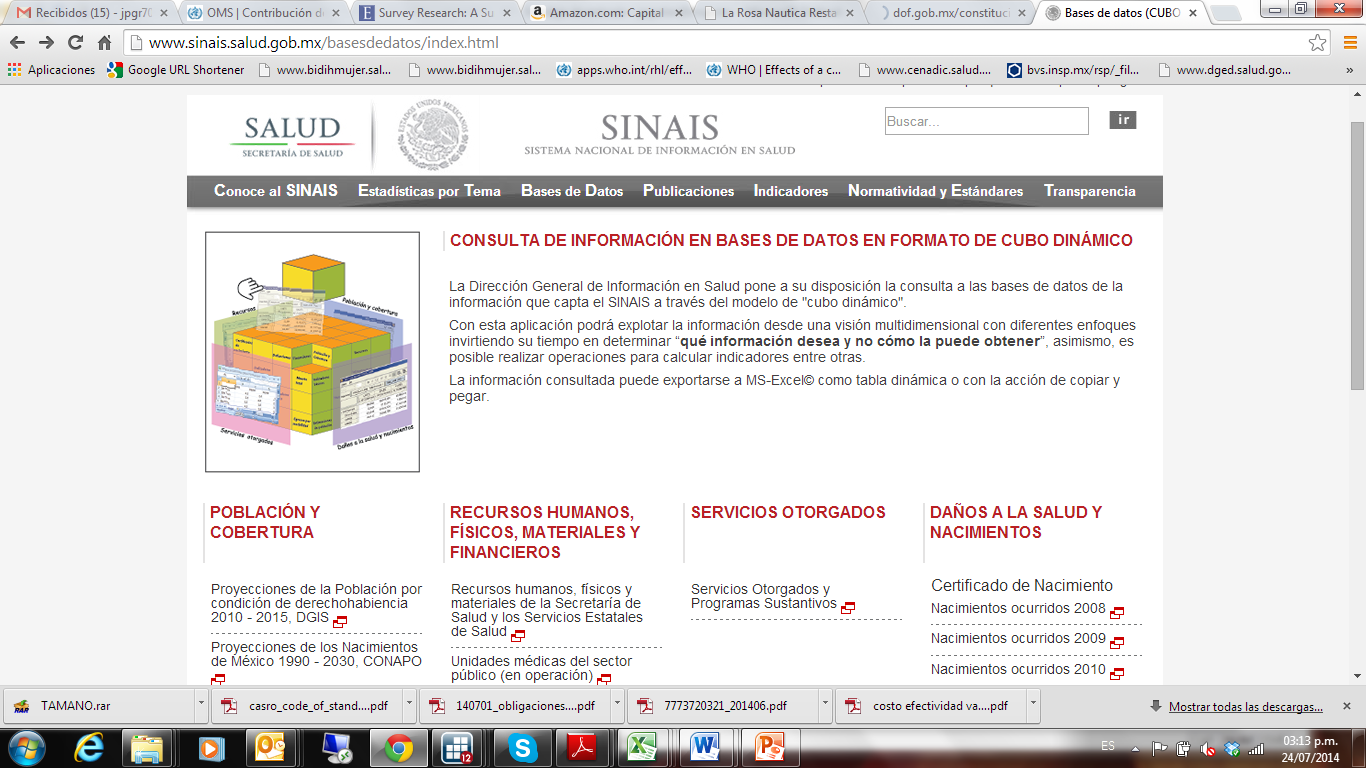 Recibidos (15) - jpgr70
OMS | Contribución d
Survey Research: A Su
Amazon.com: Capital
La Rosa Nautica Resta
dof.gob.mx/constituci
Bases de datos (CUBO
www.sinais.salud.gob.mx/basesdedatos/index.html
Aplicaciones
Google URL Shortener
www.bidihmujer.sal...
www.bidihmujer.sal...
apps.who.int/rhl/eff...
WHO | Effects of a c...
www.cenadic.salud....
bvs.insp.mx/rsp/_fil...
www.dged.salud.go...
»
SALUD
SECRETARÍA DE SALUD
ESTADOS UNIDOS MEXICANOS
SINAIS
SISTEMA NACIONAL DE INFORMACIÓN EN SALUD
Buscar...
ir
Conoce al SINAIS Estadísticas por Tema Bases de Datos Publicaciones Indicadores Normatividad y Estándares Transparencia
Recursos
Población y cobertura
Servicios otorgados
Daños a la salud y nacimientos
CONSULTA DE INFORMACIÓN EN BASES DE DATOS EN FORMATO DE CUBO DINÁMICO
La Dirección General de Información en Salud pone a su disposición la consulta a las bases de datos de la
información que capta el SINAIS a través del modelo de "cubo dinámico".
Con esta aplicación podrá explotar la información desde una visión multidimensional con diferentes enfoques
invirtiendo su tiempo en determinar “qué información desea y no cómo la puede obtener”, asimismo, es
posible realizar operaciones para calcular indicadores entre otras.
La información consultada puede exportarse a MS-Excel© como tabla dinámica o con la acción de copiar y
pegar.
POBLACIÓN Y
COBERTURA
Proyecciones de la Población por
condición de derechohabiencia
2010 - 2015, DGIS
Proyecciones de los Nacimientos
de México 1990 - 2030, CONAPO
RECURSOS HUMANOS,
FÍSICOS, MATERIALES Y
FINANCIEROS
Recursos humanos, físicos y
materiales de la Secretaría de
Salud y los Servicios Estatales
de Salud
Unidades médicas del sector
público (en operación)
SERVICIOS OTORGADOS
Servicios Otorgados y
Programas Sustantivos
DAÑOS A LA SALUD Y
NACIMIENTOS
Certificado de Nacimiento
Nacimientos ocurridos 2008
Nacimientos ocurridos 2009
Nacimientos ocurridos 2010
TAMANO.rar
casro_code_of_stand....pdf
140701_obligaciones....pdf
7773720321_201406.pdf
costo efectividad va....pdf
Mostrar todas las descargas...
ES
03:13 p.m.
24/07/2014